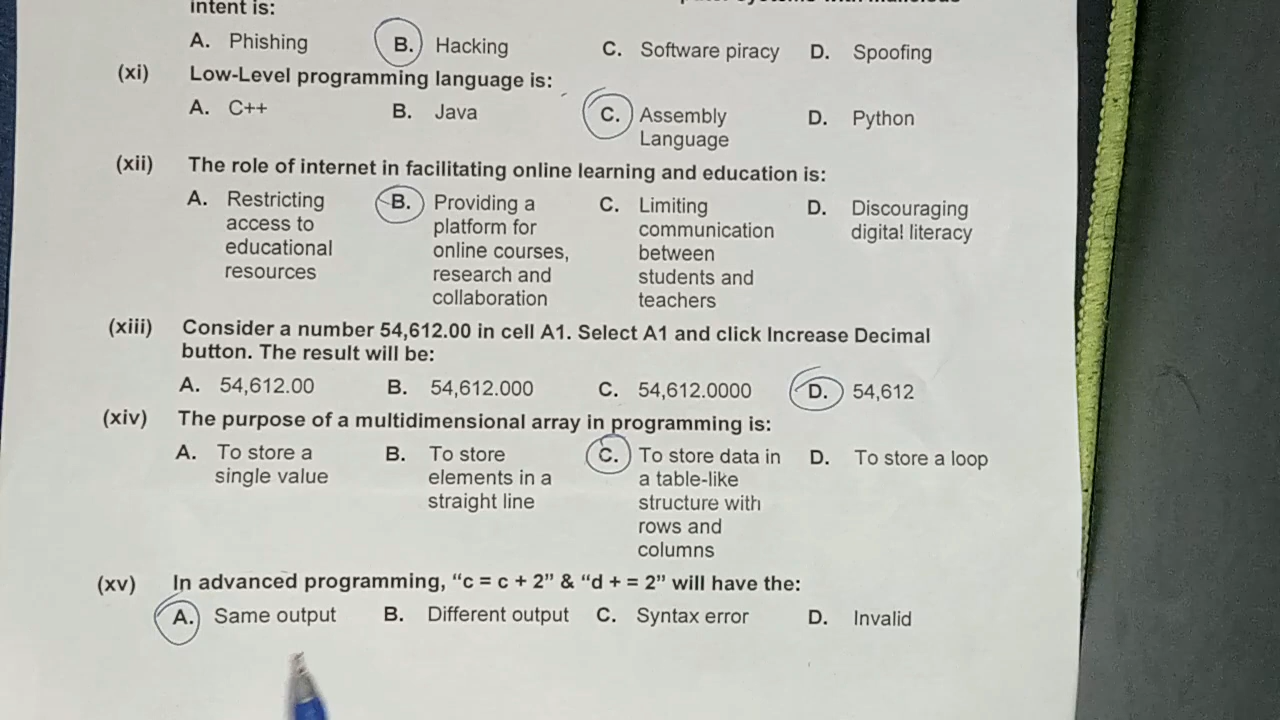 intent is:
A. Phishing B. Hacking C. Software piracy D. Spoofing
(xi) Low-Level programming language is:
A. C++ B. Java C. Assembly Language D. Python
(xii) The role of internet in facilitating online learning and education is:
A. Restricting access to educational resources B. Providing a platform for online courses, research and collaboration C. Limiting communication between students and teachers D. Discouraging digital literacy
(xiii) Consider a number 54,612.00 in cell A1. Select A1 and click Increase Decimal
button. The result will be:
A. 54,612.00 B. 54,612.000 C. 54,612.0000 D. 54,612
(xiv) The purpose of a multidimensional array in programming is:
A. To store a single value B. To store elements in a straight line C. To store data in a table-like structure with rows and columns D. To store a loop
(xv) In advanced programming, “c = c + 2” & “d + = 2” will have the:
A. Same output B. Different output C. Syntax error D. Invalid